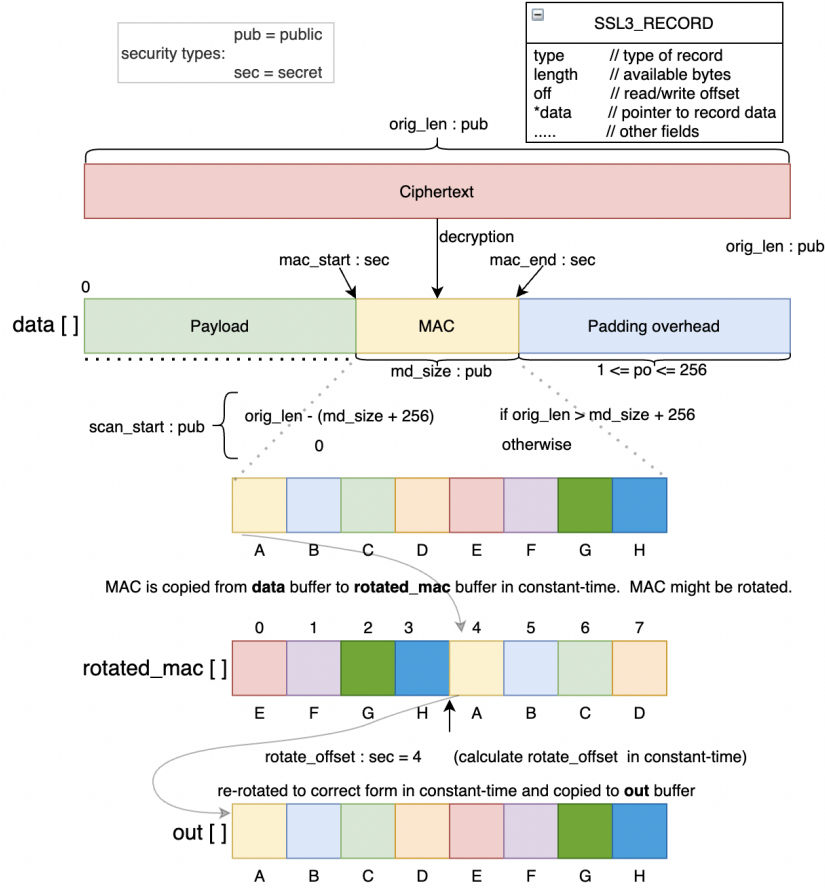 pub = public
security types:
sec = secret
SSL3_RECORD
type // type of record
length // available bytes
off // read/write offset
*data // pointer to record data
..... // other fields
orig_len : pub
Ciphertext
decryption
orig_len : pub
mac_start : sec
mac_end : sec
0
data [ ]
Payload
MAC
Padding overhead
md_size : pub
1 <= po <= 256
scan_start : pub
orig_len - (md_size + 256) if orig_len > md_size + 256
0 otherwise
A B C D E F G H
MAC is copied from data buffer to rotated_mac buffer in constant-time. MAC might be rotated.
0 1 2 3 4 5 6 7
rotated_mac [ ]
E F G H A B C D
rotate_offset : sec = 4 (calculate rotate_offset in constant-time)
re-rotated to correct form in constant-time and copied to out buffer
out [ ]
A B C D E F G H